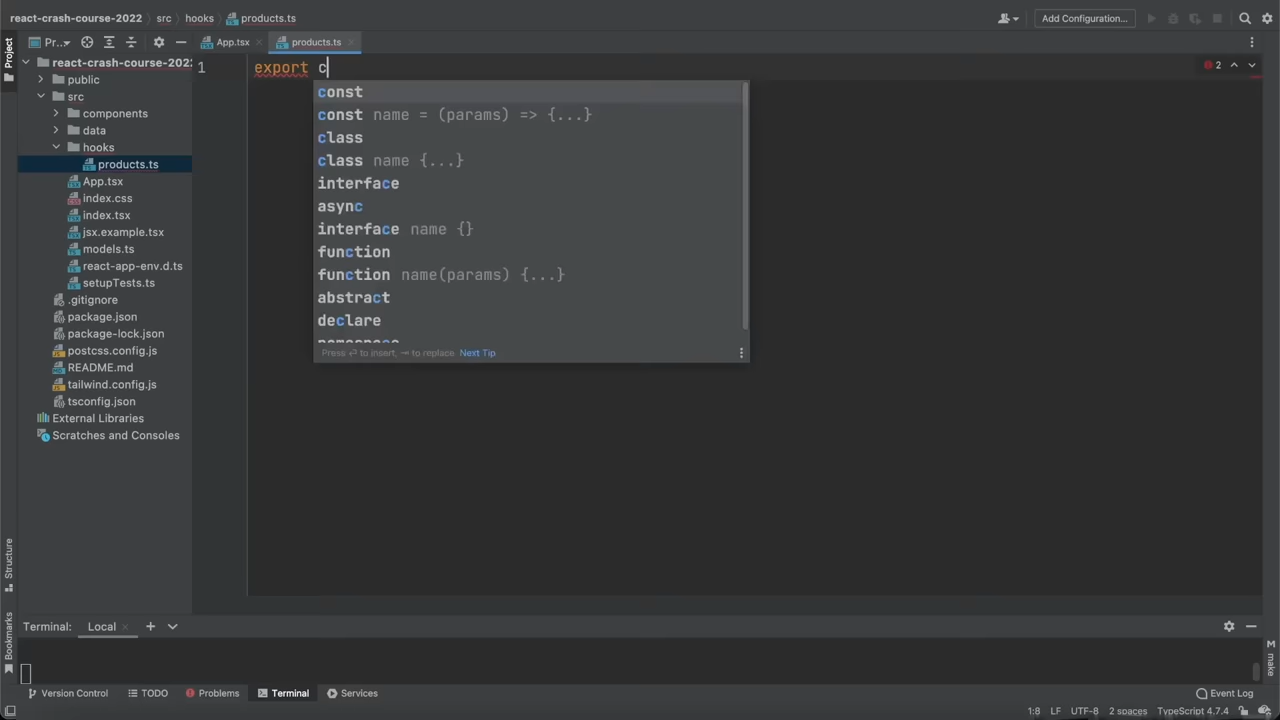 react-crash-course-2022 src hooks products.ts Add Configuration...
Project Pr... App.tsx products.ts
react-crash-course-202 1 export c 2
public
src
components
data
hooks
products.ts
App.tsx
index.css
index.tsx
jsx.example.tsx
models.ts
react-app-env.d.ts
setupTests.ts
.gitignore
package.json
package-lock.json
postcss.config.js
README.md
tailwind.config.js
tsconfig.json
External Libraries
Scratches and Consoles
const
const name = (params) => {...}
class
class name {...}
interface
async
interface name {}
function
function name(params) {...}
abstract
declare
namespace
Press ⏎ to insert, ⇥ to replace Next Tip
Structure
Bookmarks
make
Terminal: Local
Version Control TODO Problems Terminal Services Event Log
1:8 LF UTF-8 2 spaces TypeScript 4.7.4